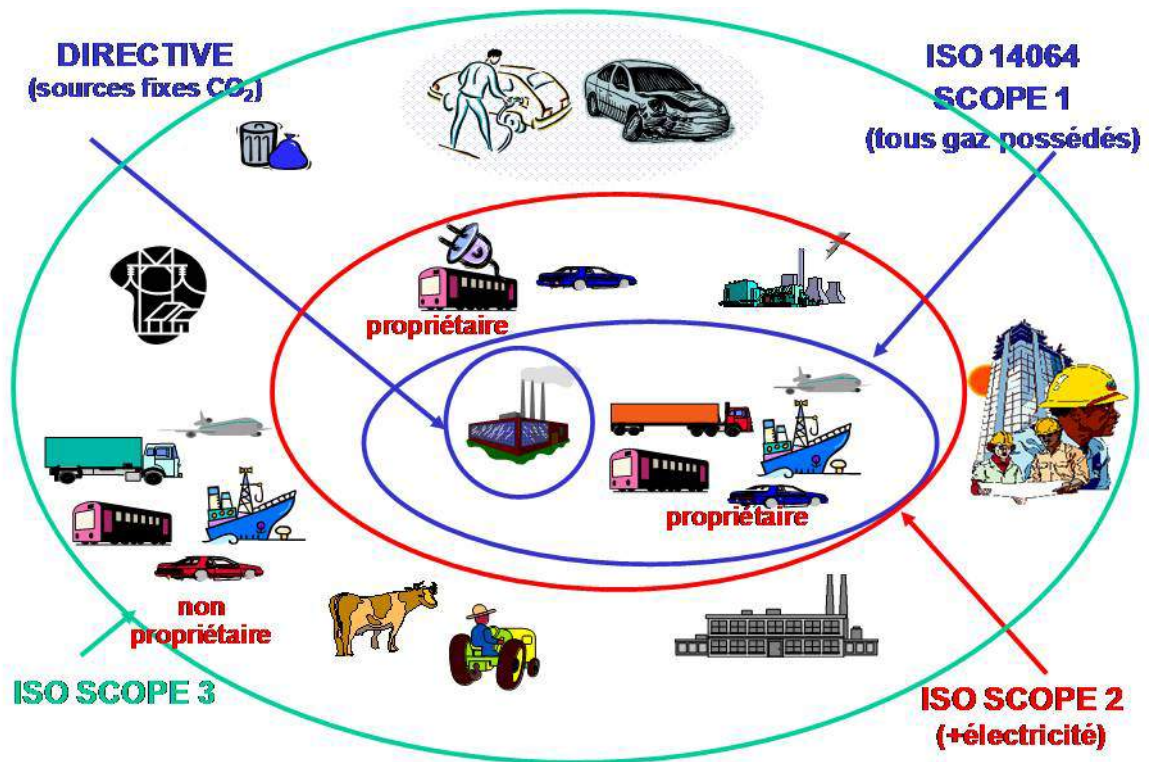 DIRECTIVE
(sources fixes CO₂)
ISO 14064
SCOPE 1
(tous gaz possédés)
propriétaire
propriétaire
non
propriétaire
ISO SCOPE 3
ISO SCOPE 2
(+électricité)